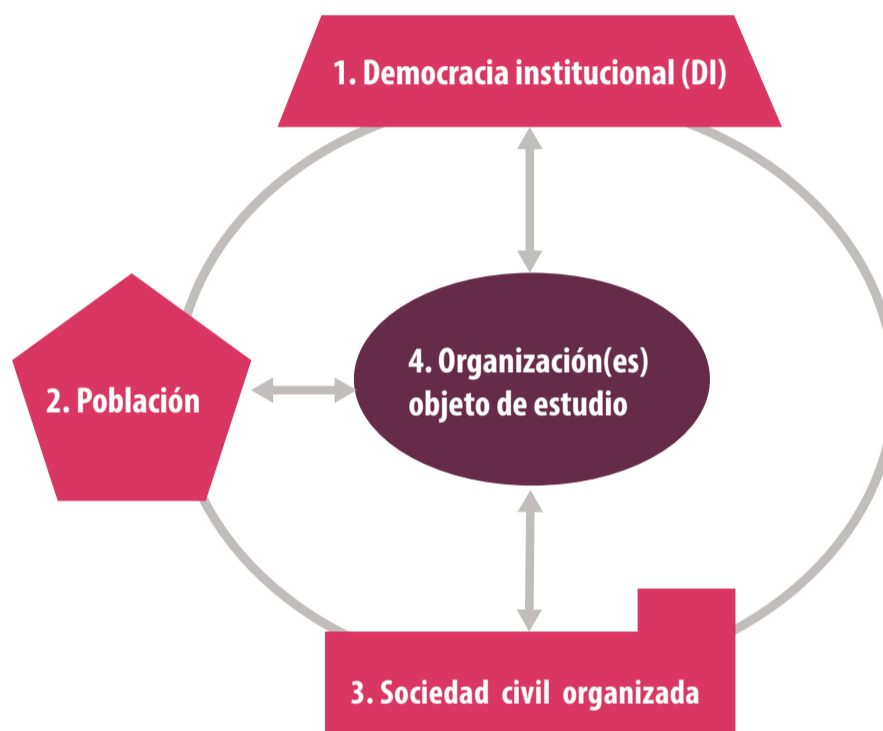 1. Democracia institucional (DI)
2. Población
4. Organización(es)
objeto de estudio
3. Sociedad civil organizada